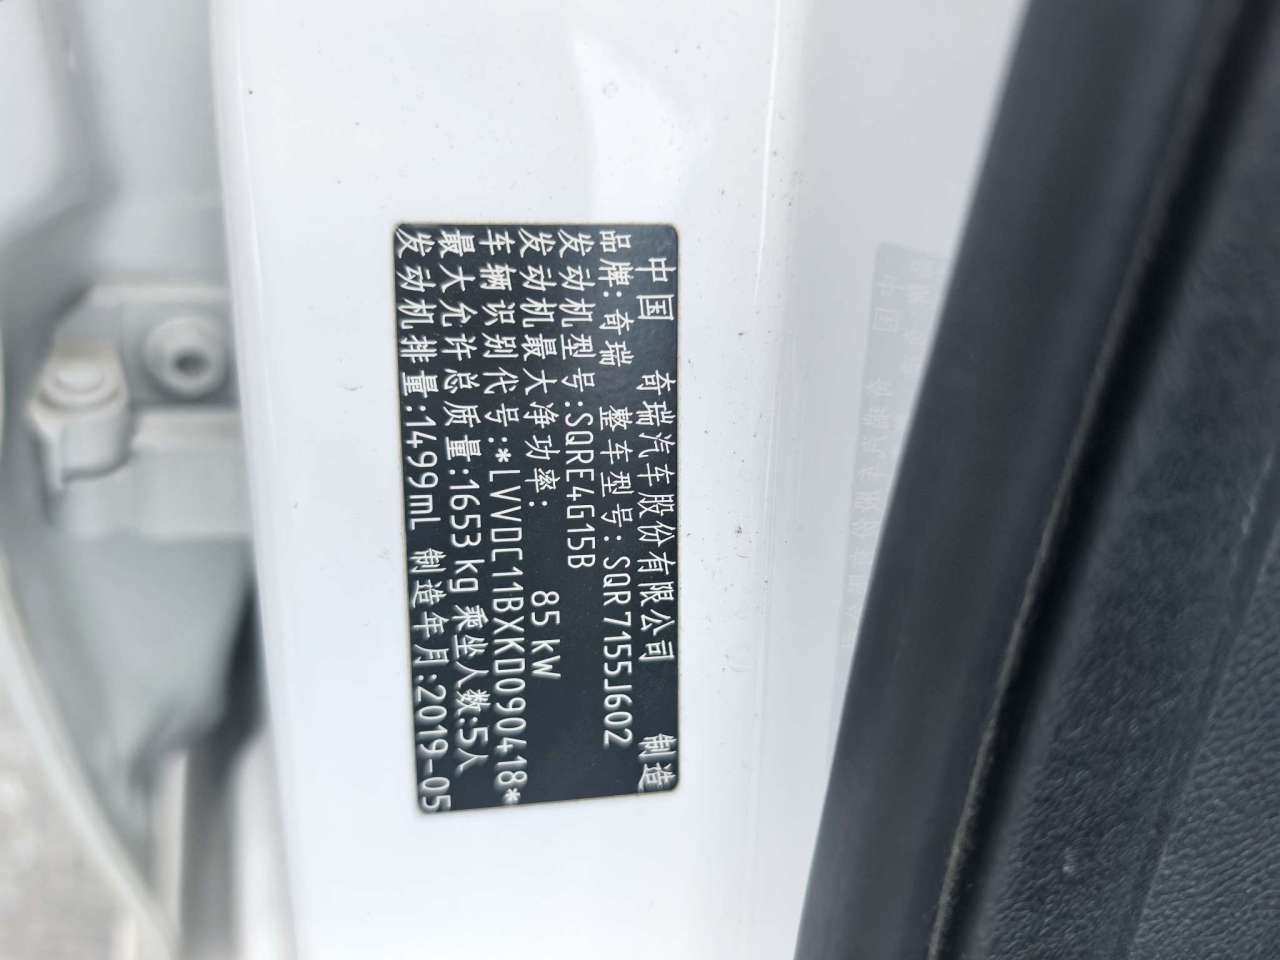 中国 奇瑞汽车股份有限公司 制造
品牌:奇瑞 整车型号:SQR7155J602
发动机型号:SQRE4G15B
发动机最大净功率: 85 kW
车辆识别代号:*LVVDC11BXKD090418*
最大允许总质量:1653 kg 乘坐人数:5人
发动机排量:1499mL 制造年月:2019-05